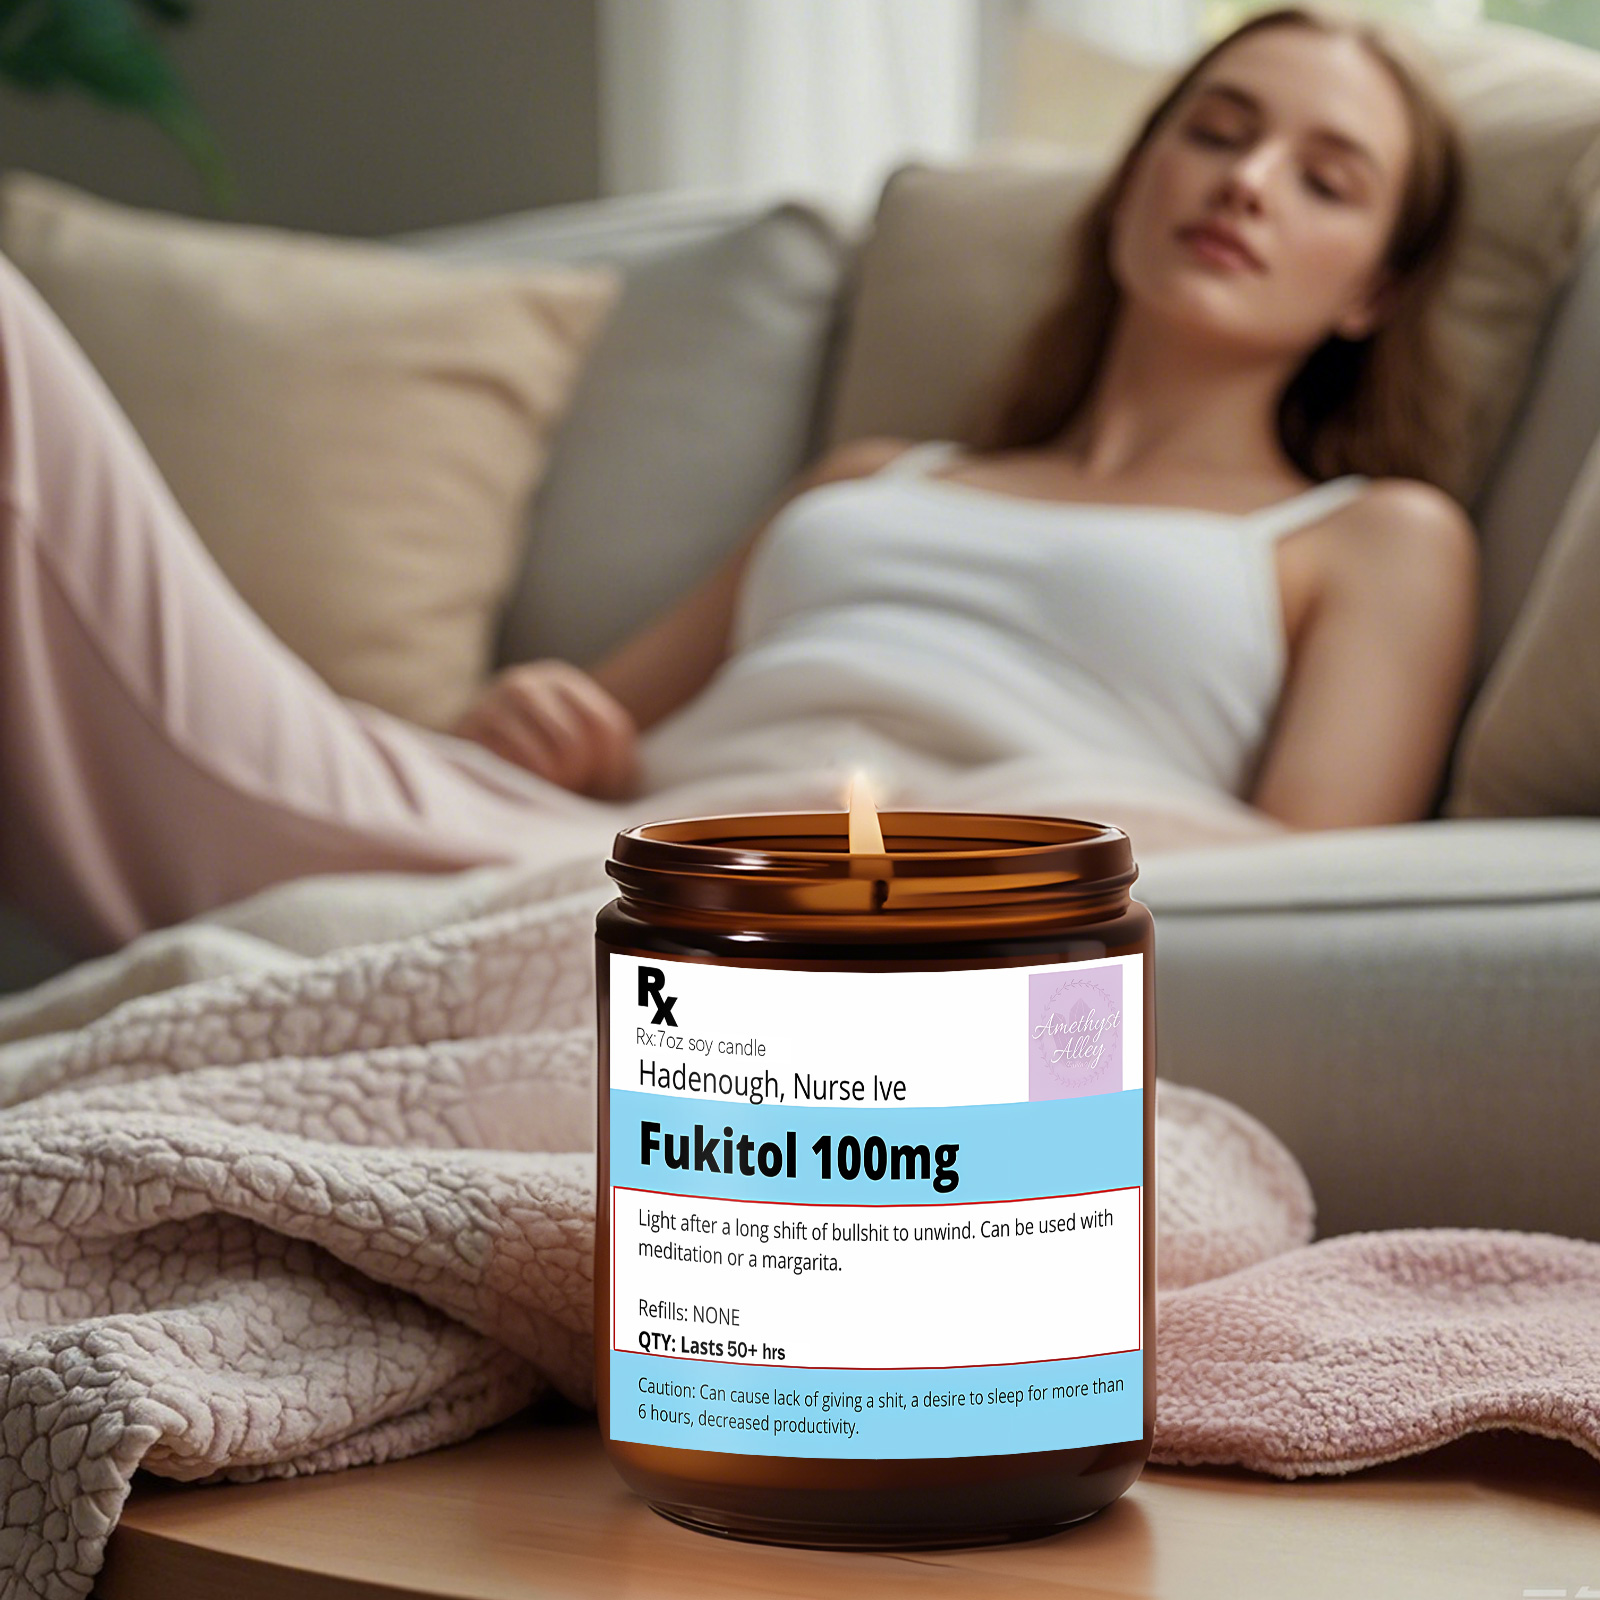 Rx
Rx:7oz soy candle
Hadenough, Nurse Ive
Amethyst
Alley
Fukitol 100mg
Light after a long shift of bullshit to unwind. Can be used with
meditation or a margarita.
Refills: NONE
QTY: Lasts 50+ hrs
Caution: Can cause lack of giving a shit, a desire to sleep for more than
6 hours, decreased productivity.